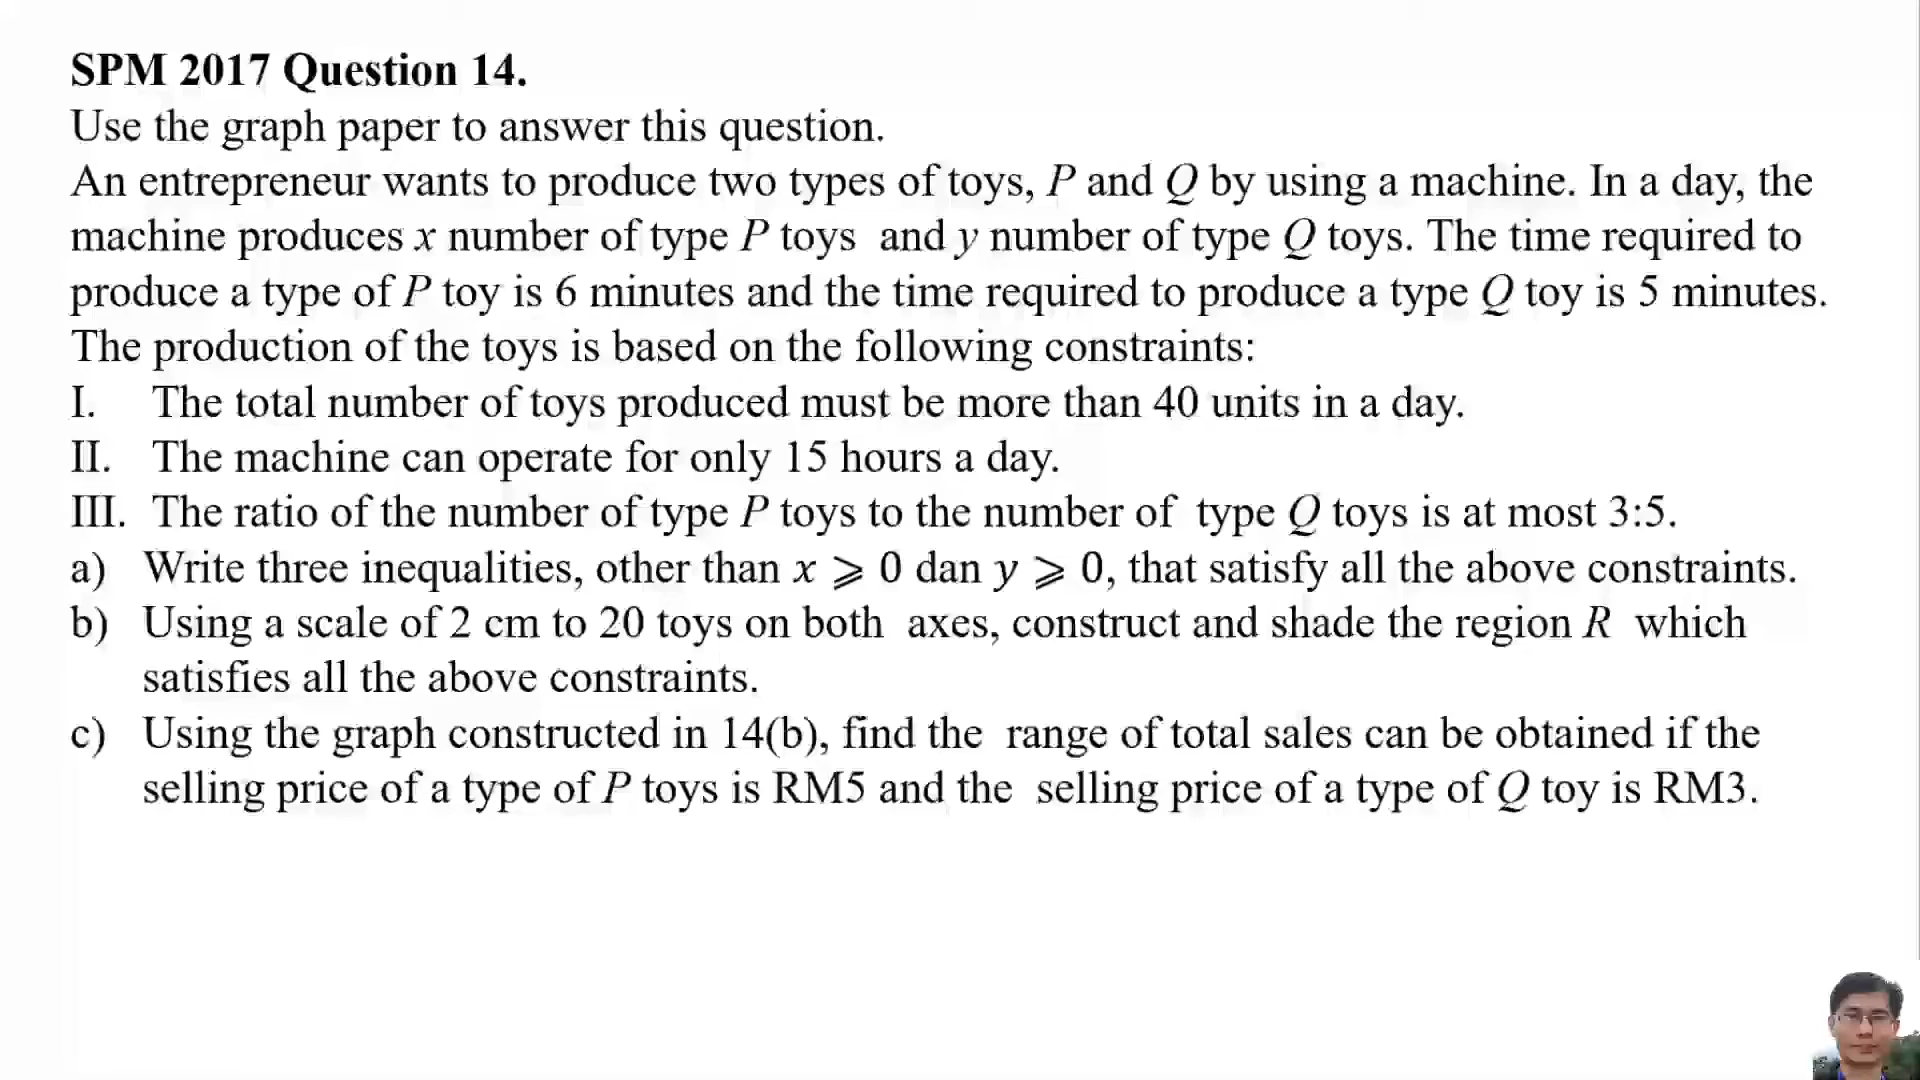 SPM 2017 Question 14.
Use the graph paper to answer this question.
An entrepreneur wants to produce two types of toys, P and Q by using a machine. In a day, the
machine produces x number of type P toys and y number of type Q toys. The time required to
produce a type of P toy is 6 minutes and the time required to produce a type Q toy is 5 minutes.
The production of the toys is based on the following constraints:
I. The total number of toys produced must be more than 40 units in a day.
II. The machine can operate for only 15 hours a day.
III. The ratio of the number of type P toys to the number of type Q toys is at most 3:5.
a) Write three inequalities, other than x ⩾ 0 dan y ⩾ 0, that satisfy all the above constraints.
b) Using a scale of 2 cm to 20 toys on both axes, construct and shade the region R which
satisfies all the above constraints.
c) Using the graph constructed in 14(b), find the range of total sales can be obtained if the
selling price of a type of P toys is RM5 and the selling price of a type of Q toy is RM3.